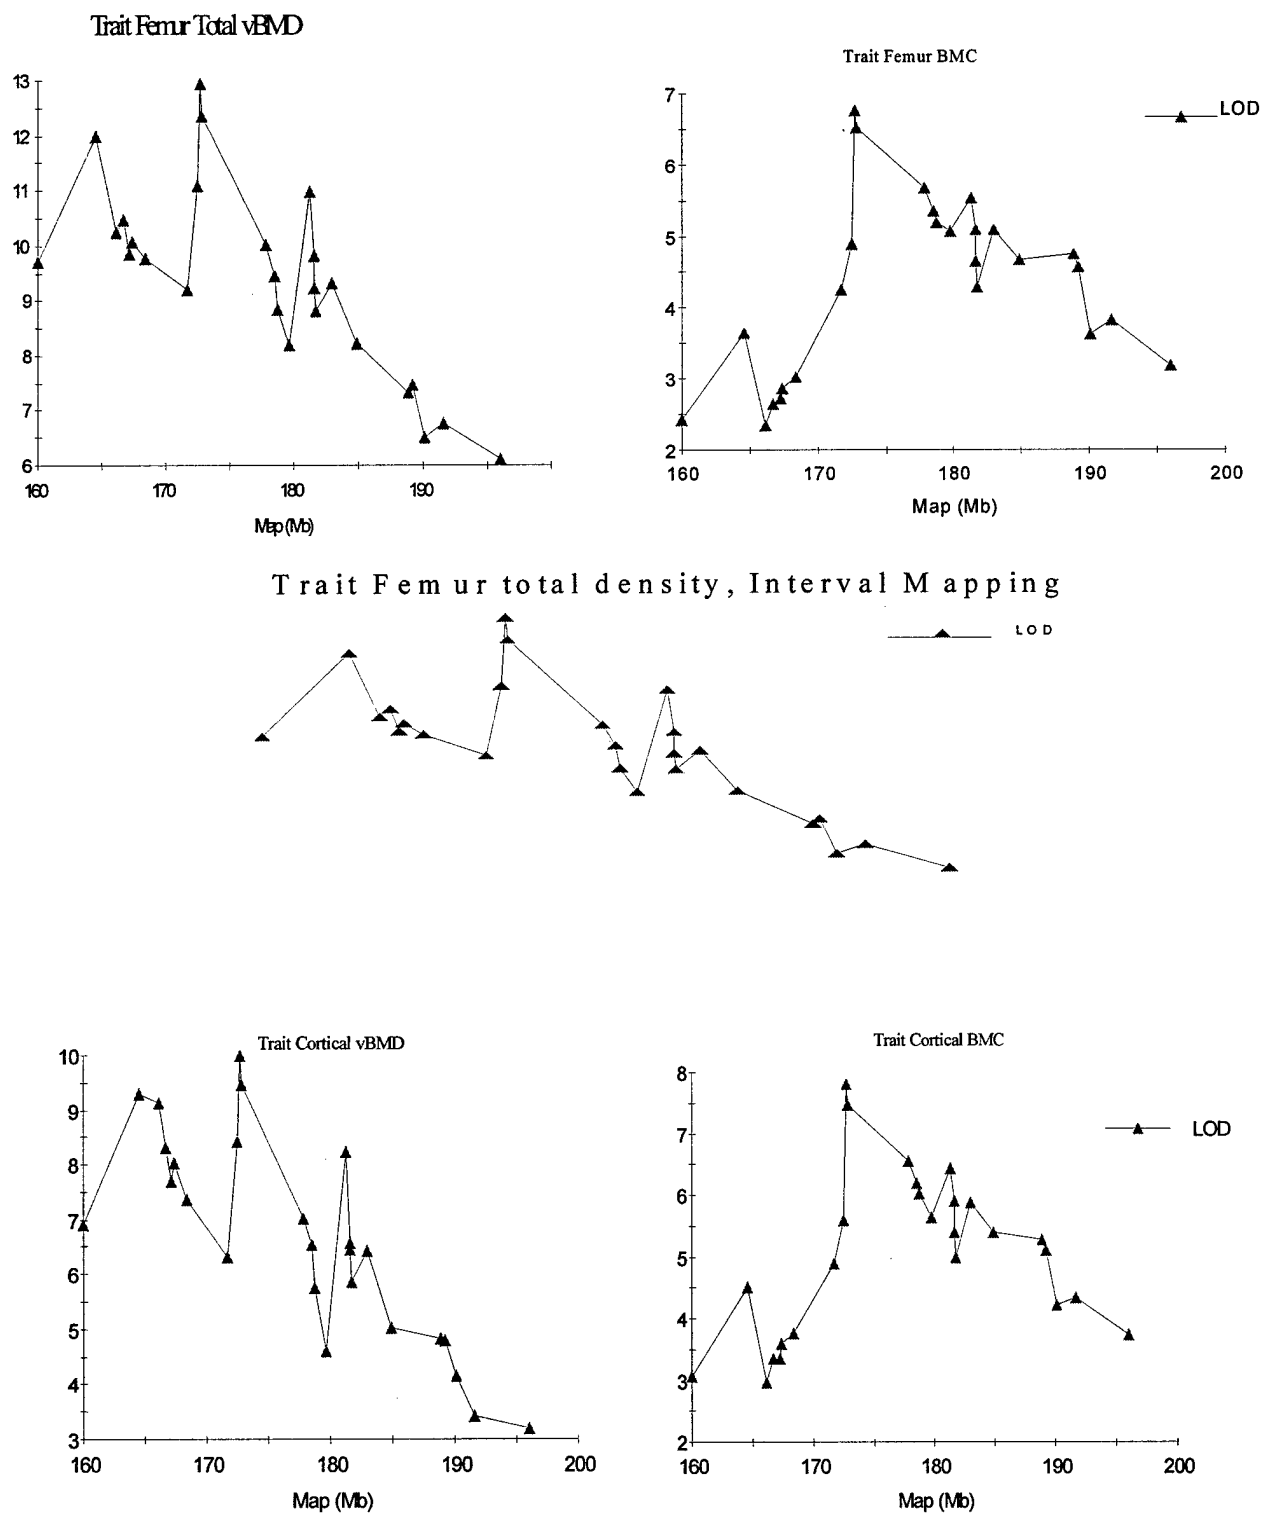 Trait Femur Total vBMD
13
12
11
10
9
8
7
6
160 170 180 190
Map (Mb)
Trait Femur BMC
LOD
7
6
5
4
3
2
160 170 180 190 200
Map (Mb)
Trait Femur total density, Interval Mapping
LOD
Trait Cortical vBMD
10
9
8
7
6
5
4
3
160 170 180 190 200
Map (Mb)
Trait Cortical BMC
LOD
8
7
6
5
4
3
2
160 170 180 190 200
Map (Mb)